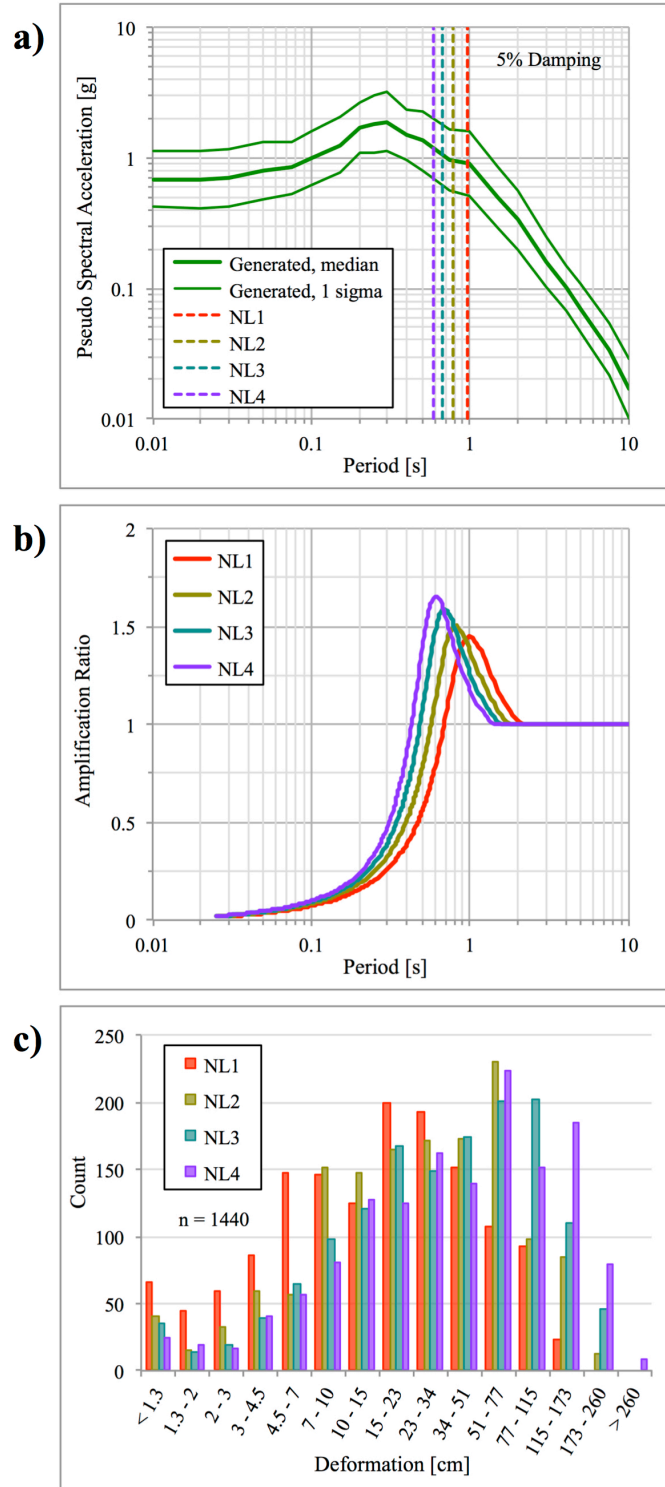 a)
Pseudo Spectral Acceleration [g]
10
1
0.1
0.01
5% Damping
Generated, median
Generated, 1 sigma
NL1
NL2
NL3
NL4
0.01
0.1
1
10
Period [s]
b)
Amplification Ratio
2
1.5
1
0.5
0
NL1
NL2
NL3
NL4
0.01
0.1
1
10
Period [s]
c)
Count
250
200
150
100
50
0
NL1
NL2
NL3
NL4
n = 1440
< 1.3
1.3 - 2
2 - 3
3 - 4.5
4.5 - 7
7 - 10
10 - 15
15 - 23
23 - 34
34 - 51
51 - 77
77 - 115
115 - 173
173 - 260
> 260
Deformation [cm]